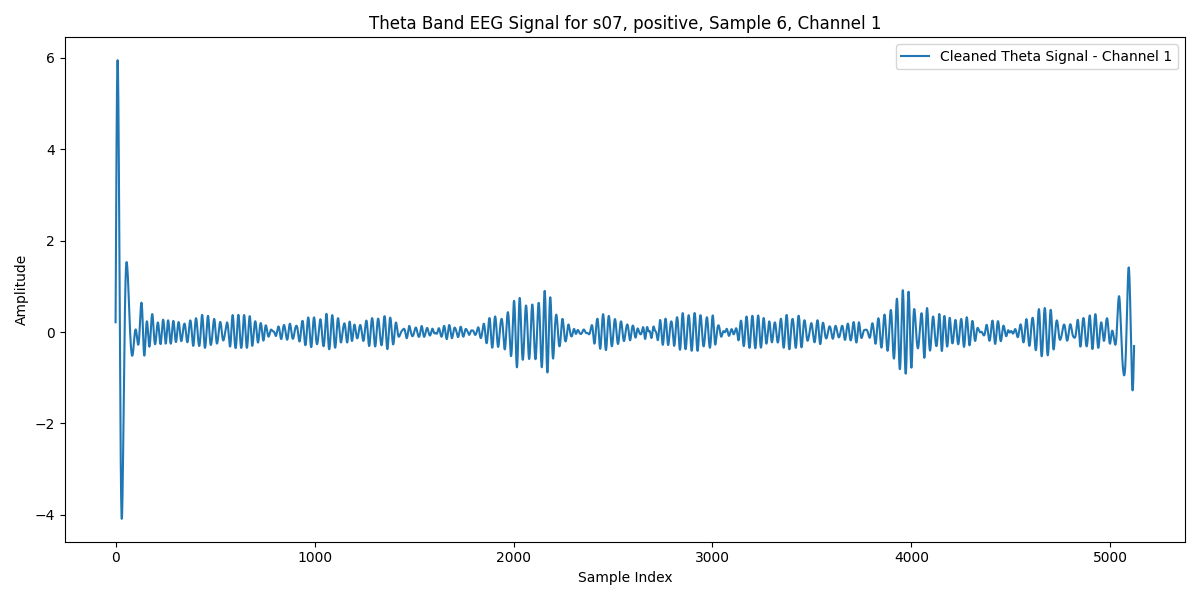 Theta Band EEG Signal for s07, positive, Sample 6, Channel 1
Cleaned Theta Signal - Channel 1
Amplitude
6
4
2
0
−2
−4
0 1000 2000 3000 4000 5000
Sample Index